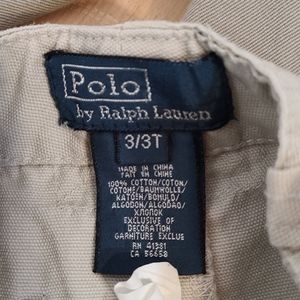 Polo
by Ralph Lauren
3/3T
MADE IN CHINA
FAIT EN CHINE
100% COTTON/COTON/
COTONE/BAUMWOLLE/
KATOEN/BOMULD/
ALGODON/ALGODAO/
ХЛОПОК
EXCLUSIVE OF
DECORATION
GARNITURE EXCLUE
RN 41381
CA 56658